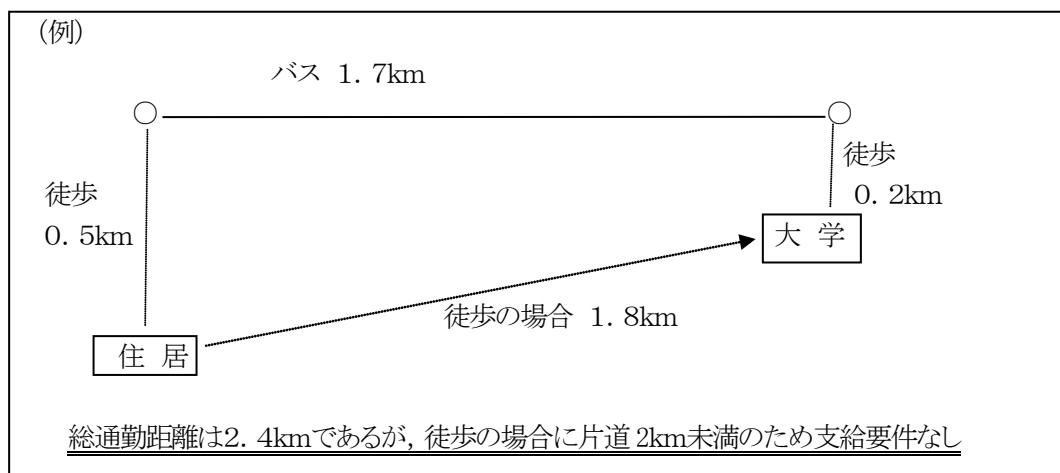 (例)
バス 1.7km
徒歩
0.5km
徒歩
0.2km
大 学
徒歩の場合 1.8km
住 居
総通勤距離は2.4kmであるが,徒歩の場合に片道2km未満のため支給要件なし